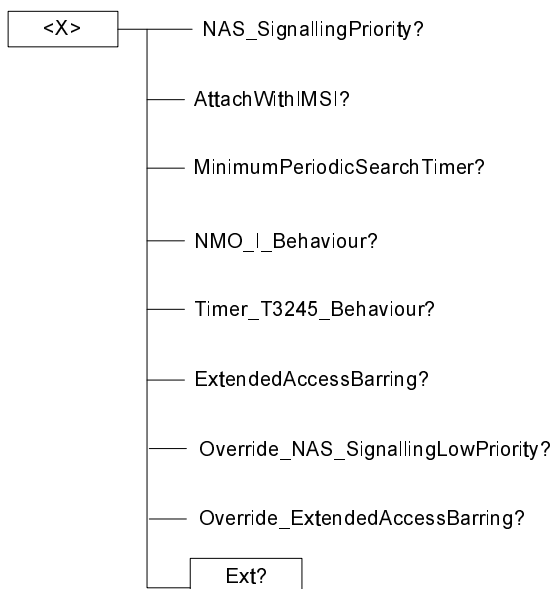 <X>
NAS_SignallingPriority?
AttachWithIMSI?
MinimumPeriodicSearchTimer?
NMO_I_Behaviour?
Timer_T3245_Behaviour?
ExtendedAccessBarring?
Override_NAS_SignallingLowPriority?
Override_ExtendedAccessBarring?
Ext?